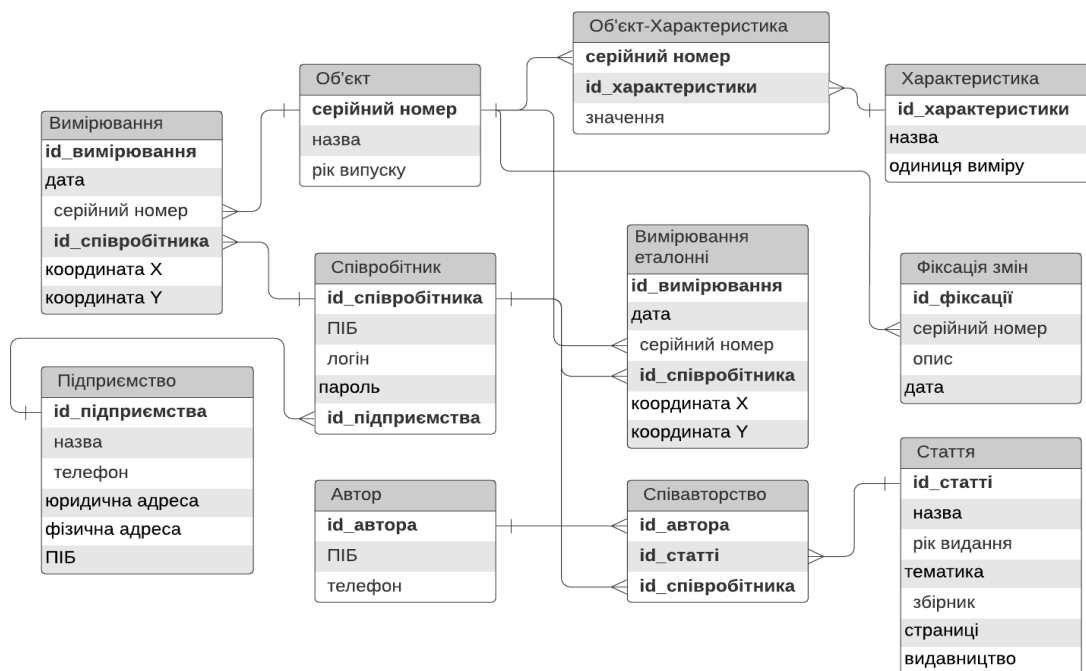 Об'єкт-Характеристика
серійний номер
id_характеристики
значення
Об'єкт
серійний номер
назва
рік випуску
Характеристика
id_характеристики
назва
одиниця виміру
Вимірювання
id_вимірювання
дата
серійний номер
id_співробітника
координата X
координата Y
Співробітник
id_співробітника
ПІБ
логін
пароль
id_підприємства
Вимірювання
еталонні
id_вимірювання
дата
серійний номер
id_співробітника
координата X
координата Y
Фіксація змін
id_фіксації
серійний номер
опис
дата
Підприємство
id_підприємства
назва
телефон
юридична адреса
фізична адреса
ПІБ
Автор
id_автора
ПІБ
телефон
Співавторство
id_автора
id_статті
id_співробітника
Стаття
id_статті
назва
рік видання
тематика
збірник
страниці
видавництво